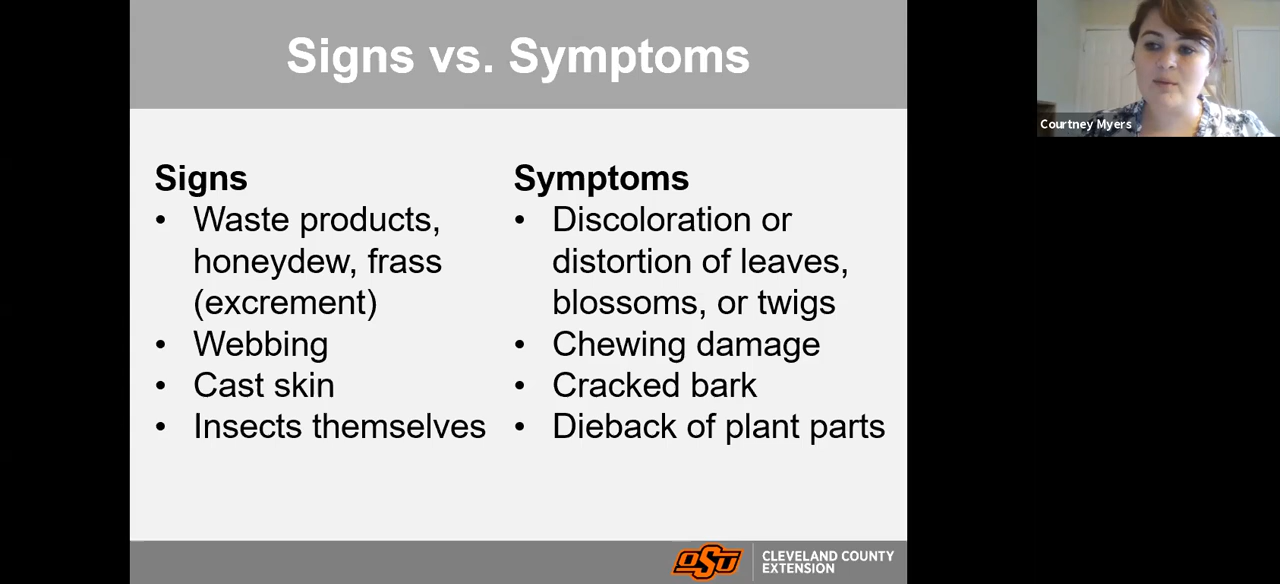 Signs vs. Symptoms
Courtney Myers
Signs
• Waste products,
honeydew, frass
(excrement)
• Webbing
• Cast skin
• Insects themselves
Symptoms
• Discoloration or
distortion of leaves,
blossoms, or twigs
• Chewing damage
• Cracked bark
• Dieback of plant parts
OSU
CLEVELAND COUNTY
EXTENSION